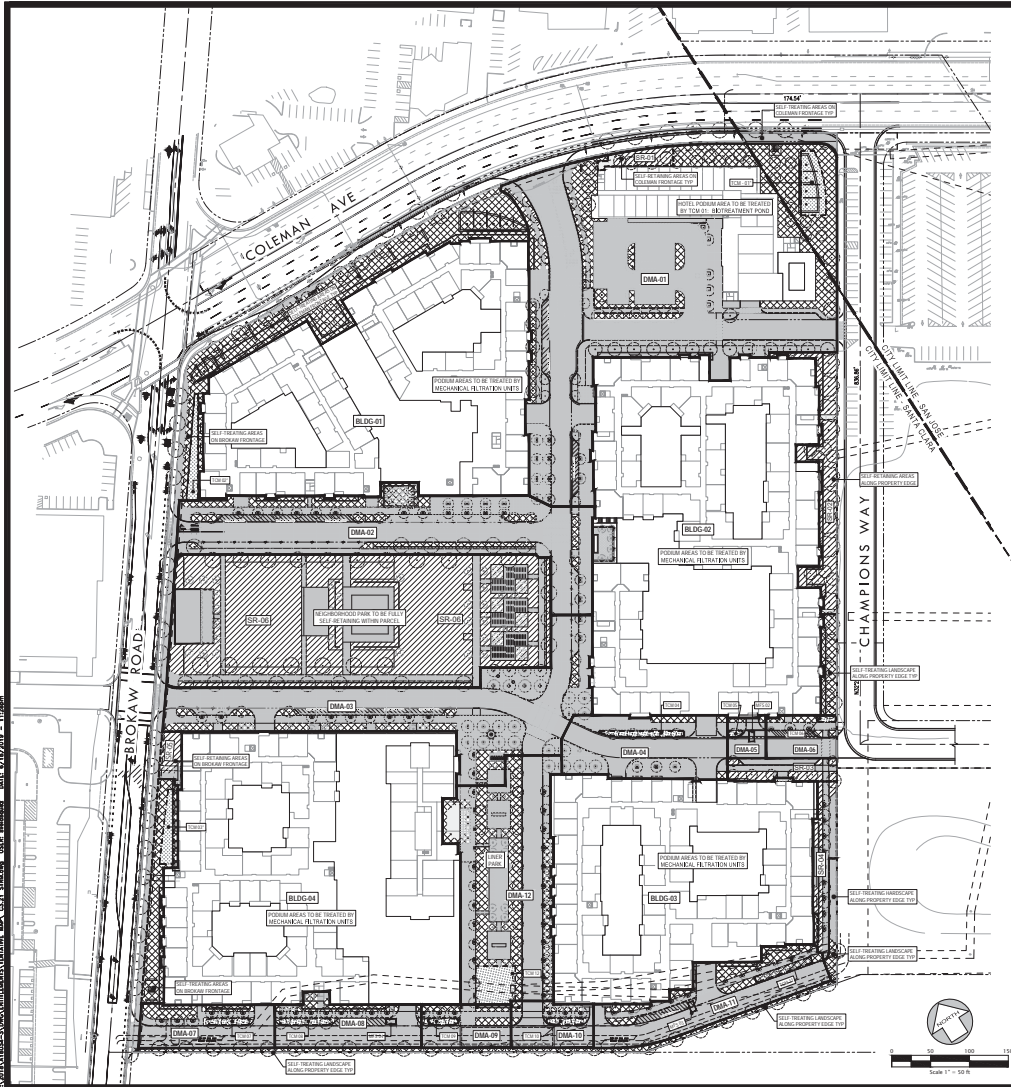 174.54'
SELF-TREATING AREAS ON
COLEMAN FRONTAGE TYP
SR-01
SELF-RETAINING AREAS ON
COLEMAN FRONTAGE TYP
TCM - 01*
HOTEL PODIUM AREA TO BE TREATED
BY TCM 01: BIOTREATMENT POND
COLEMAN AVE
DMA-01
CITY LIMIT LINE- SAN JOSE
CITY LIMIT LINE- SANTA CLARA
PODIUM AREAS TO BE TREATED BY
MECHANICAL FILTRATION UNITS
BLDG-01
SELF-TREATING AREAS
ON BROKAW FRONTAGE
SELF-RETAINING AREAS
ALONG PROPERTY EDGE
SR-02
BLDG-02
PODIUM AREAS TO BE TREATED BY
MECHANICAL FILTRATION UNITS
DMA-02
CHAMPIONS WAY
NEIGHBORHOOD PARK TO BE FULLY
SELF-RETAINING WITHIN PARCEL
SR-06
SR-06
BROKAW ROAD
SELF-TREATING LANDSCAPE
ALONG PROPERTY EDGE TYP
DMA-03
DMA-04
DMA-05
DMA-06
SR-05
SELF-RETAINING AREAS
ON BROKAW FRONTAGE
SR-03
LINER
PARK
PODIUM AREAS TO BE TREATED BY
MECHANICAL FILTRATION UNITS
SR-04
DMA-12
BLDG-03
BLDG-04
PODIUM AREAS TO BE TREATED BY
MECHANICAL FILTRATION UNITS
SELF-TREATING HARDSCAPE
ALONG PROPERTY EDGE TYP
SELF-TREATING LANDSCAPE
ALONG PROPERTY EDGE TYP
SELF-TREATING AREAS
ON BROKAW FRONTAGE
DMA-11
SELF-TREATING LANDSCAPE
ALONG PROPERTY EDGE TYP
DMA-07
DMA-08
DMA-09
DMA-10
SELF-TREATING LANDSCAPE
ALONG PROPERTY EDGE TYP
NORTH
0 50 100 150
Scale 1" = 50 ft